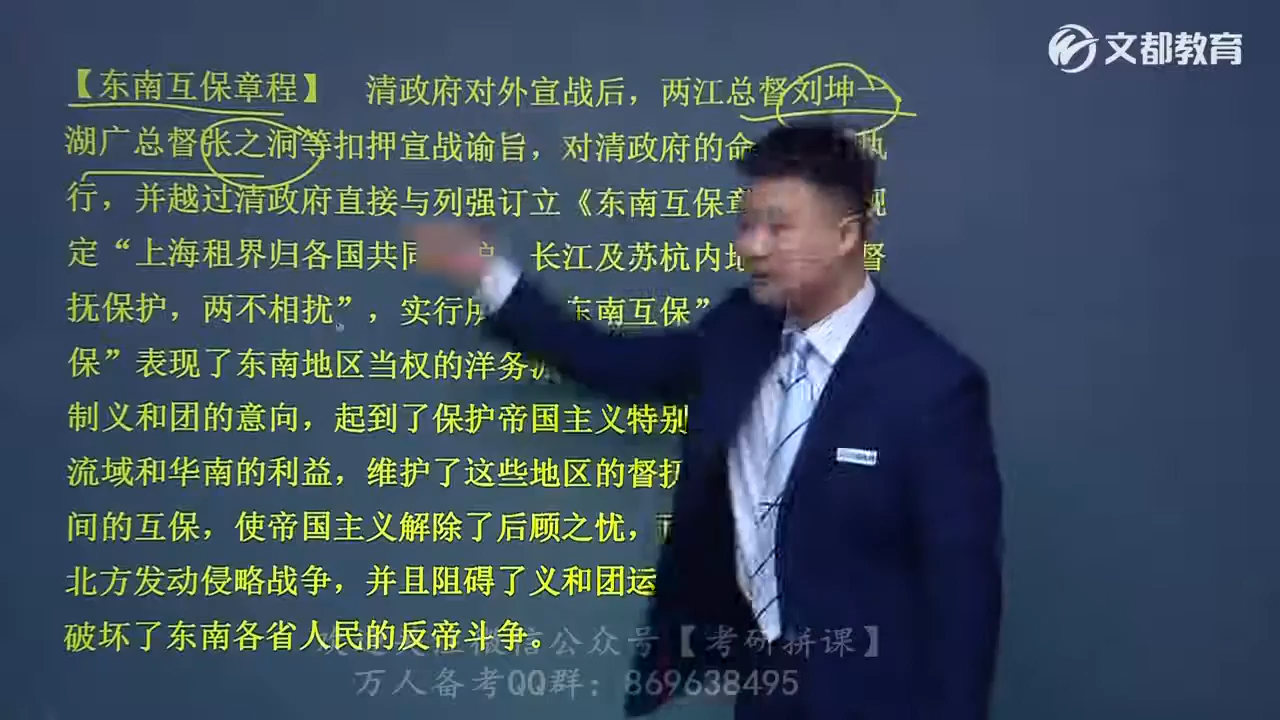 文都教育
【东南互保章程】 清政府对外宣战后，两江总督刘坤一
湖广总督张之洞等扣押宣战谕旨，对清政府的命
行，并越过清政府直接与列强订立《东南互保章
定“上海租界归各国共同 长江及苏杭内地 督
抚保护，两不相扰”，实行 东南互保”
保”表现了东南地区当权的洋务派
制义和团的意向，起到了保护帝国主义特别
流域和华南的利益，维护了这些地区的督抚
间的互保，使帝国主义解除了后顾之忧，
北方发动侵略战争，并且阻碍了义和团运
破坏了东南各省人民的反帝斗争。
微信公众号【考研拼课】
万人备考QQ群：869638495